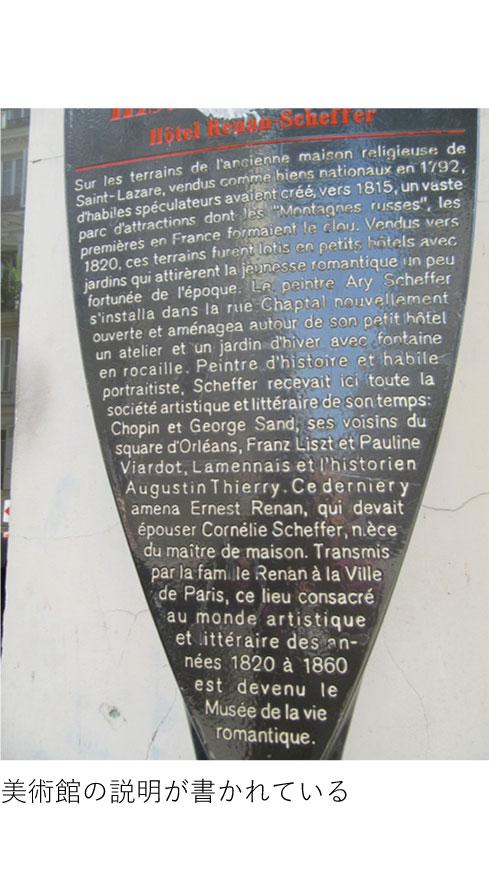 Hôtel Renan-Scheffer
Sur les terrains de l'ancienne maison religieuse de
Saint-Lazare, vendus comme biens nationaux en 1792,
d'habiles spéculateurs avaient créé, vers 1815, un vaste
parc d'attractions dont les "Montagnes russes", les
premières en France formaient le clou. Vendus vers
1820, ces terrains furent lotis en petits hôtels avec
jardins qui attirèrent la jeunesse romantique un peu
fortunée de l'époque. Le peintre Ary Scheffer
s'installa dans la rue Chaptal nouvellement
ouverte et aménagea autour de son petit hôtel
un atelier et un jardin d'hiver avec fontaine
en rocaille. Peintre d'histoire et habile
portraitiste, Scheffer recevait ici toute la
société artistique et littéraire de son temps:
Chopin et George Sand, ses voisins du
square d'Orléans, Franz Liszt et Pauline
Viardot, Lamennais et l'historien
Augustin Thierry. Ce dernier y
amena Ernest Renan, qui devait
épouser Cornélie Scheffer, nièce
du maître de maison. Transmis
par la famille Renan à la Ville
de Paris, ce lieu consacré
au monde artistique
et littéraire des an-
nées 1820 à 1860
est devenu le
Musée de la vie
romantique.
美術館の説明が書かれている